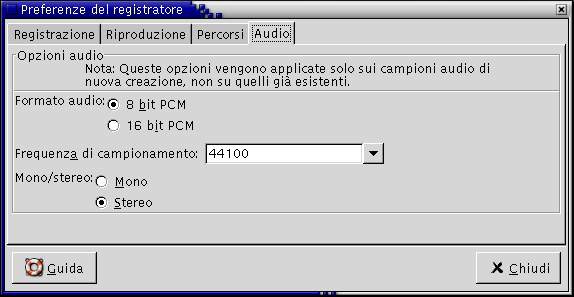 Preferenze del registratore
Registrazione Riproduzione Percorsi Audio
Opzioni audio
Nota: Queste opzioni vengono applicate solo sui campioni audio di
nuova creazione, non su quelli già esistenti.
Formato audio: 8 bit PCM
16 bit PCM
Frequenza di campionamento: 44100
Mono/stereo: Mono
Stereo
Guida Chiudi